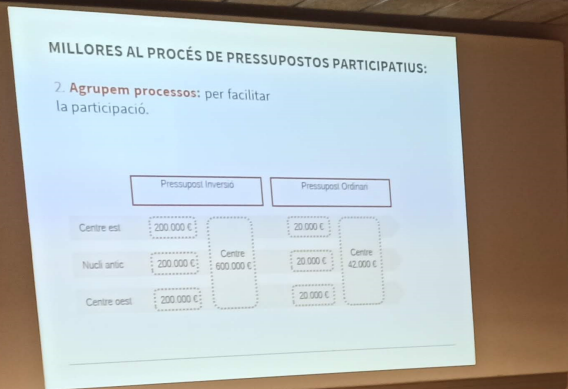 MILLORES AL PROCÉS DE PRESSUPOSTOS PARTICIPATIUS:
2. Agrupem processos: per facilitar
la participació.
Pressupost Inversió
Pressupost Ordinari
Centre est
200.000 €
20.000 €
Nucli antic
200.000 €
Centre
600.000 €
20.000 €
Centre
42.000 €
Centre oest
200.000 €
20.000 €